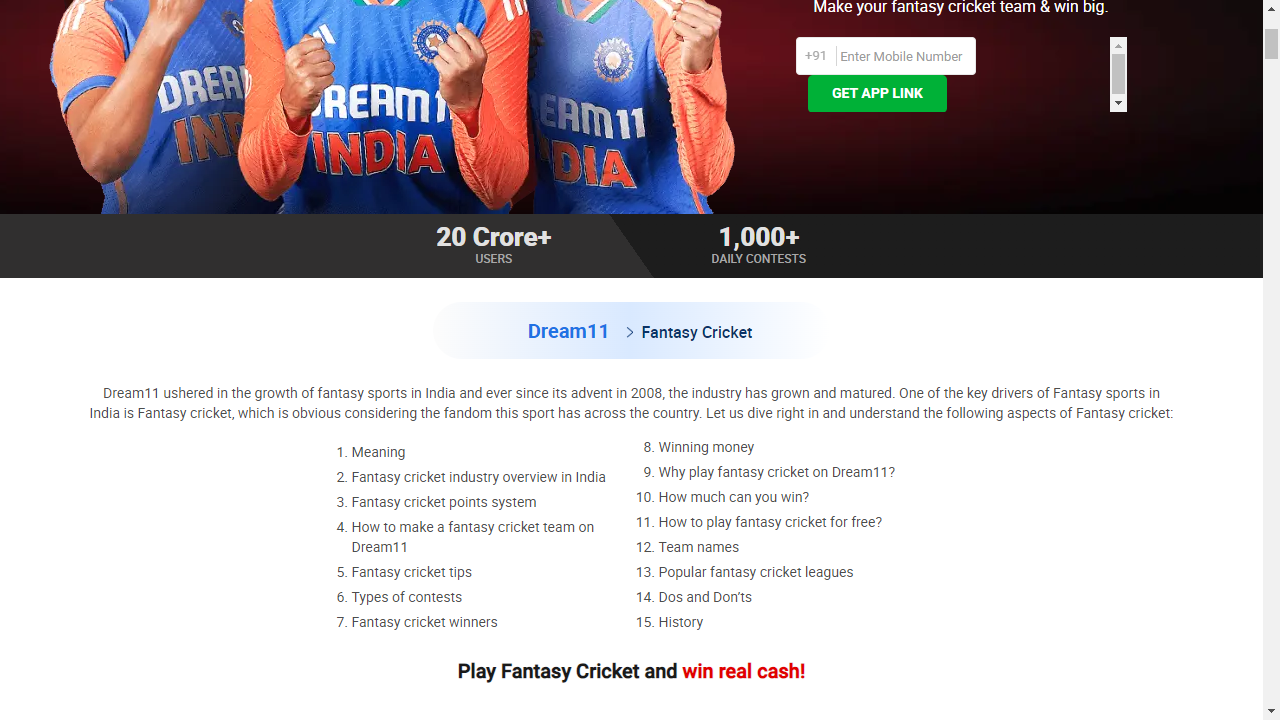 Make your fantasy cricket team & win big.
+91 Enter Mobile Number
GET APP LINK
DREAM11
INDIA
DREAM11
INDIA
20 Crore+
USERS
1,000+
DAILY CONTESTS
Dream11 > Fantasy Cricket
Dream11 ushered in the growth of fantasy sports in India and ever since its advent in 2008, the industry has grown and matured. One of the key drivers of Fantasy sports in
India is Fantasy cricket, which is obvious considering the fandom this sport has across the country. Let us dive right in and understand the following aspects of Fantasy cricket:
1. Meaning
2. Fantasy cricket industry overview in India
3. Fantasy cricket points system
4. How to make a fantasy cricket team on
Dream11
5. Fantasy cricket tips
6. Types of contests
7. Fantasy cricket winners
8. Winning money
9. Why play fantasy cricket on Dream11?
10. How much can you win?
11. How to play fantasy cricket for free?
12. Team names
13. Popular fantasy cricket leagues
14. Dos and Don’ts
15. History
Play Fantasy Cricket and win real cash!